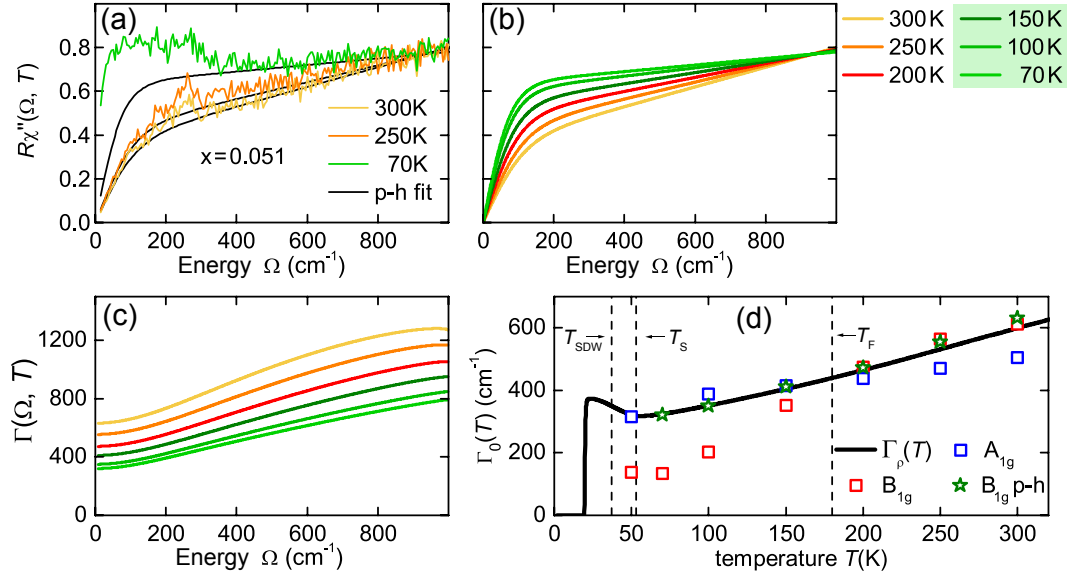 (a)
Rχ''(Ω, T)
0.8
0.6
0.4
0.2
0.0
300K
250K
70K
p-h fit
x=0.051
0 200 400 600 800
Energy Ω (cm⁻¹)
(b)
0 200 400 600 800
Energy Ω (cm⁻¹)
300K
250K
200K
150K
100K
70K
(c)
Γ(Ω, T)
1200
800
400
0
0 200 400 600 800
Energy Ω (cm⁻¹)
(d)
Γ₀(T) (cm⁻¹)
600
400
200
0
T_SDW→
←T_S
←T_F
Γ_ρ(T) A_1g
B_1g B_1g p-h
0 50 100 150 200 250 300
temperature T(K)